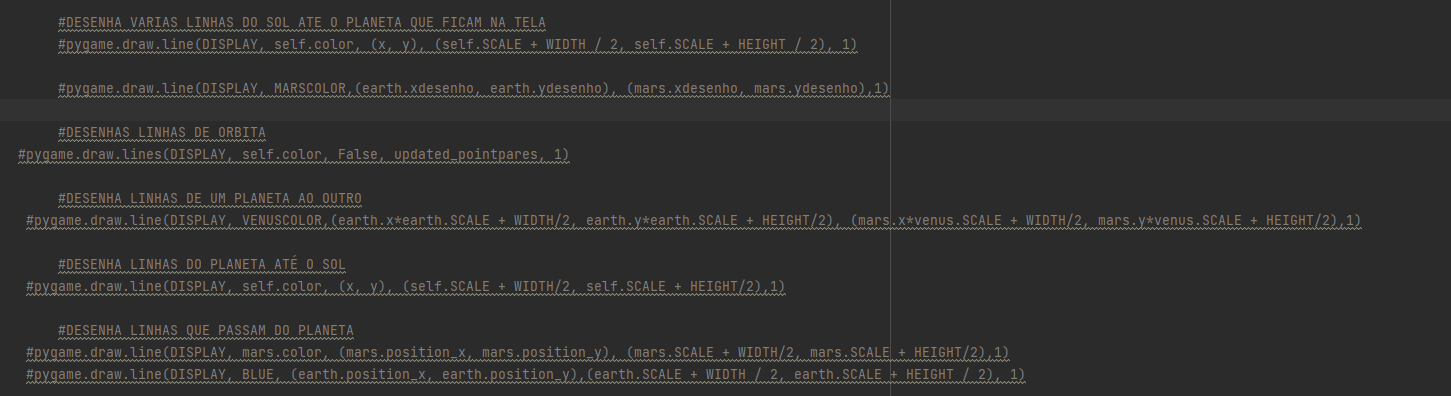 #DESENHA VARIAS LINHAS DO SOL ATE O PLANETA QUE FICAM NA TELA
#pygame.draw.line(DISPLAY, self.color, (x, y), (self.SCALE + WIDTH / 2, self.SCALE + HEIGHT / 2), 1)
#pygame.draw.line(DISPLAY, MARSCOLOR,(earth.xdesenho, earth.ydesenho), (mars.xdesenho, mars.ydesenho),1)
#DESENHAS LINHAS DE ORBITA
#pygame.draw.lines(DISPLAY, self.color, False, updated_pointpares, 1)
#DESENHA LINHAS DE UM PLANETA AO OUTRO
#pygame.draw.line(DISPLAY, VENUSCOLOR,(earth.x*earth.SCALE + WIDTH/2, earth.y*earth.SCALE + HEIGHT/2), (mars.x*venus.SCALE + WIDTH/2, mars.y*venus.SCALE + HEIGHT/2),1)
#DESENHA LINHAS DO PLANETA ATÉ O SOL
#pygame.draw.line(DISPLAY, self.color, (x, y), (self.SCALE + WIDTH/2, self.SCALE + HEIGHT/2),1)
#DESENHA LINHAS QUE PASSAM DO PLANETA
#pygame.draw.line(DISPLAY, mars.color, (mars.position_x, mars.position_y), (mars.SCALE + WIDTH/2, mars.SCALE + HEIGHT/2),1)
#pygame.draw.line(DISPLAY, BLUE, (earth.position_x, earth.position_y),(earth.SCALE + WIDTH / 2, earth.SCALE + HEIGHT / 2), 1)